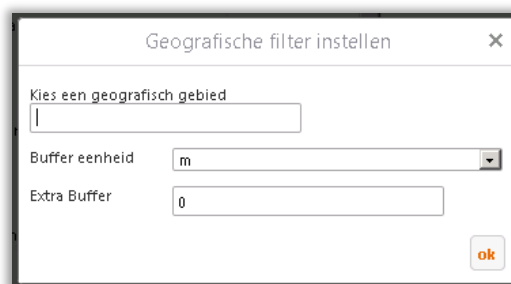 Geografische filter instellen
Kies een geografisch gebied
Buffer eenheid
m
Extra Buffer
0
ok